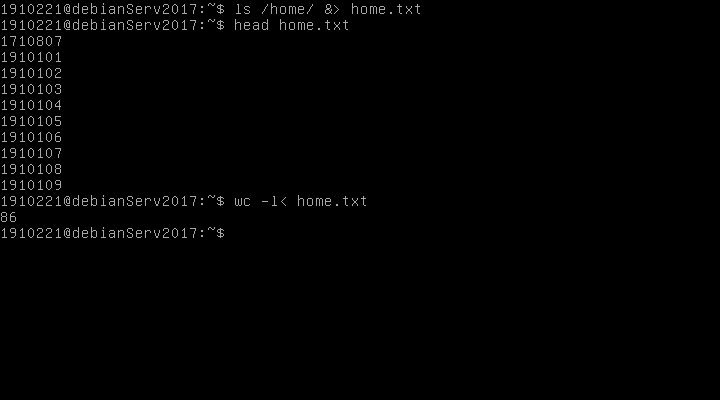 1910221@debianServ2017:~$ ls /home/ &> home.txt
1910221@debianServ2017:~$ head home.txt
1710807
1910101
1910102
1910103
1910104
1910105
1910106
1910107
1910108
1910109
1910221@debianServ2017:~$ wc -l< home.txt
86
1910221@debianServ2017:~$